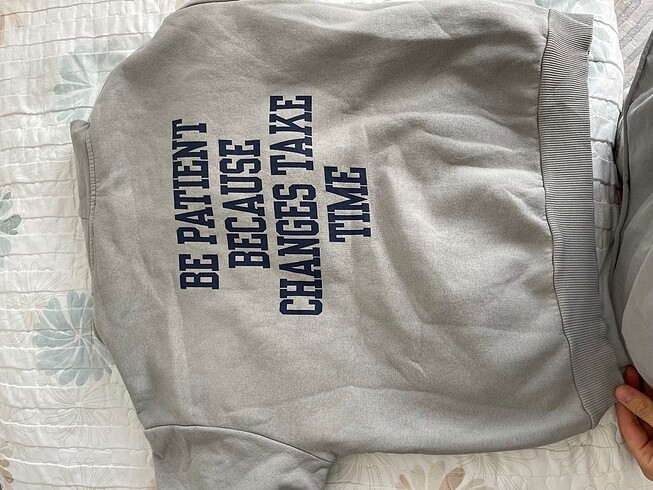 BE PATIENT
BECAUSE
CHANGES TAKE
TIME